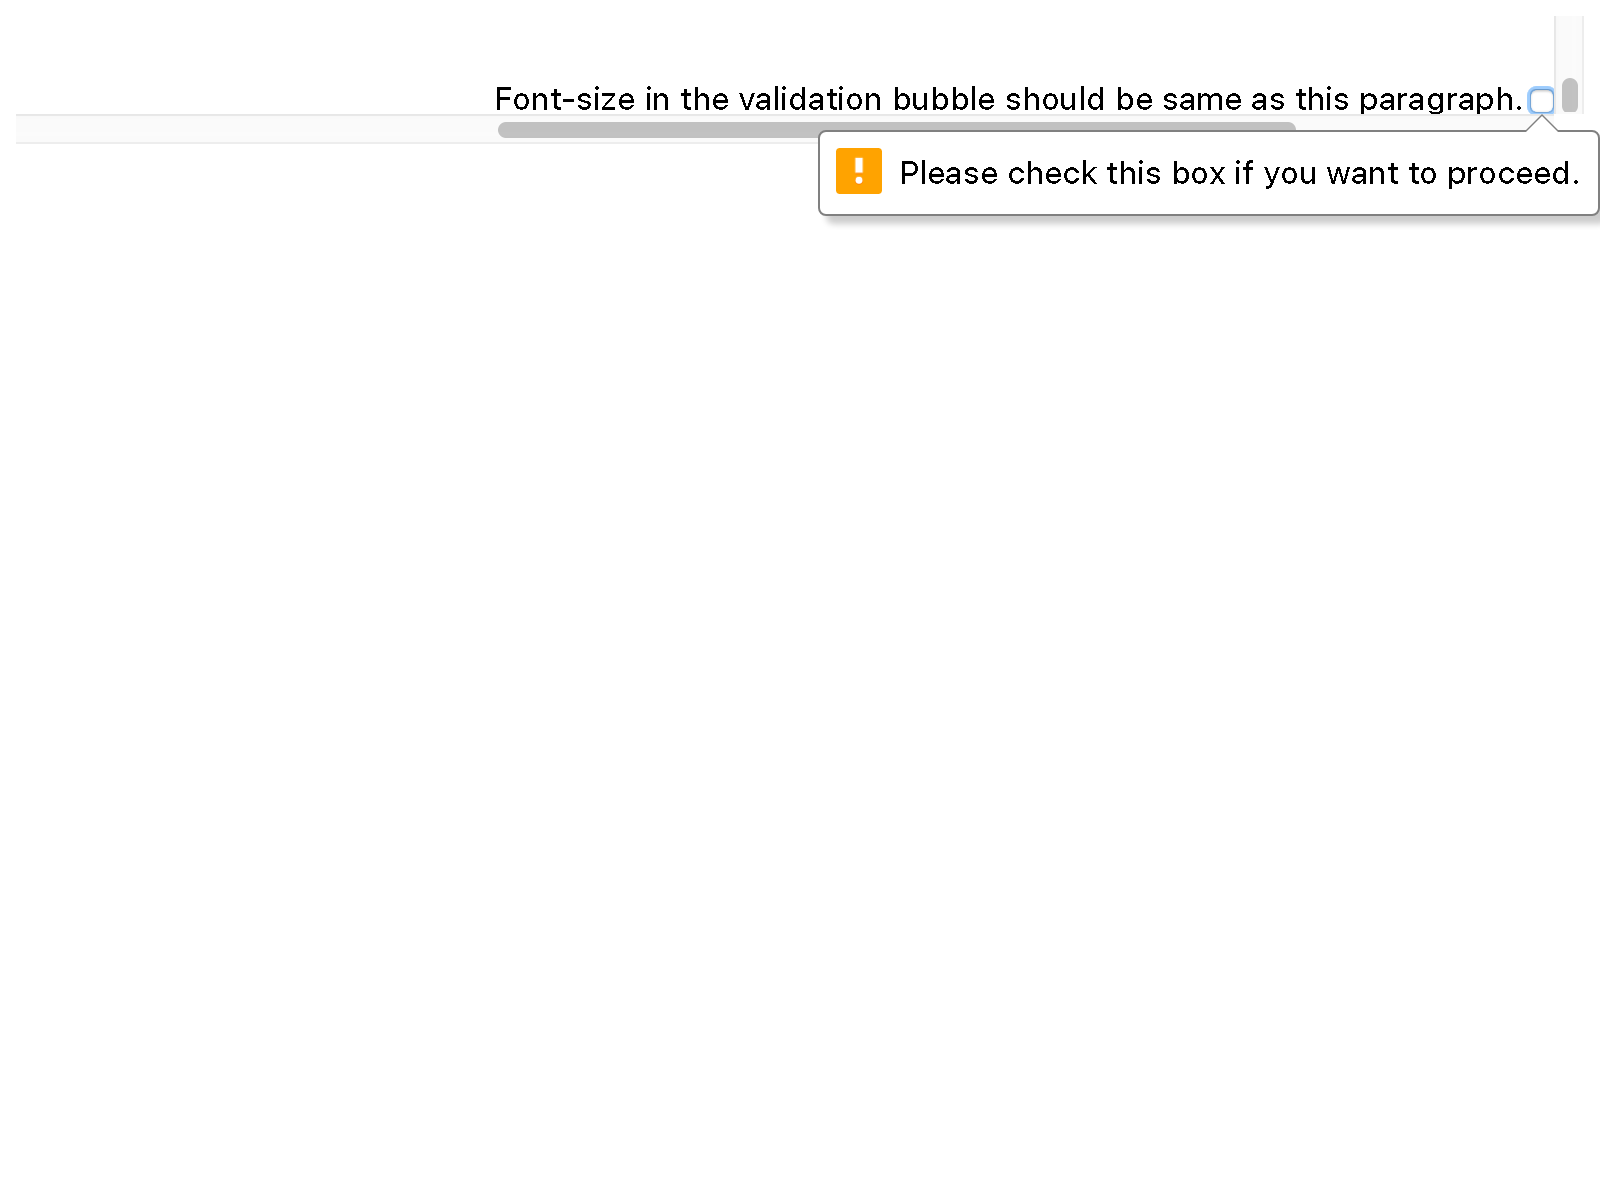 Font-size in the validation bubble should be same as this paragraph.
Please check this box if you want to proceed.